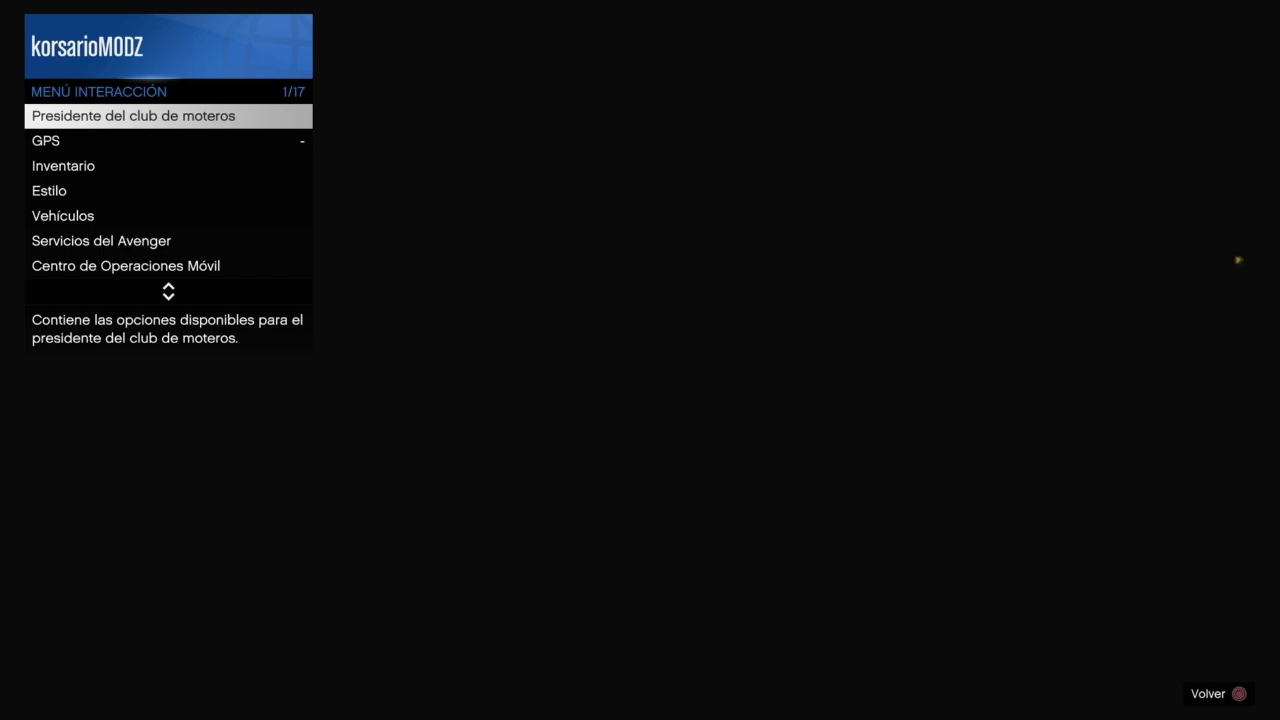 korsarioMODZ
MENÚ INTERACCIÓN 1/17
Presidente del club de moteros
GPS -
Inventario
Estilo
Vehículos
Servicios del Avenger
Centro de Operaciones Móvil
Contiene las opciones disponibles para el
presidente del club de moteros.
Volver